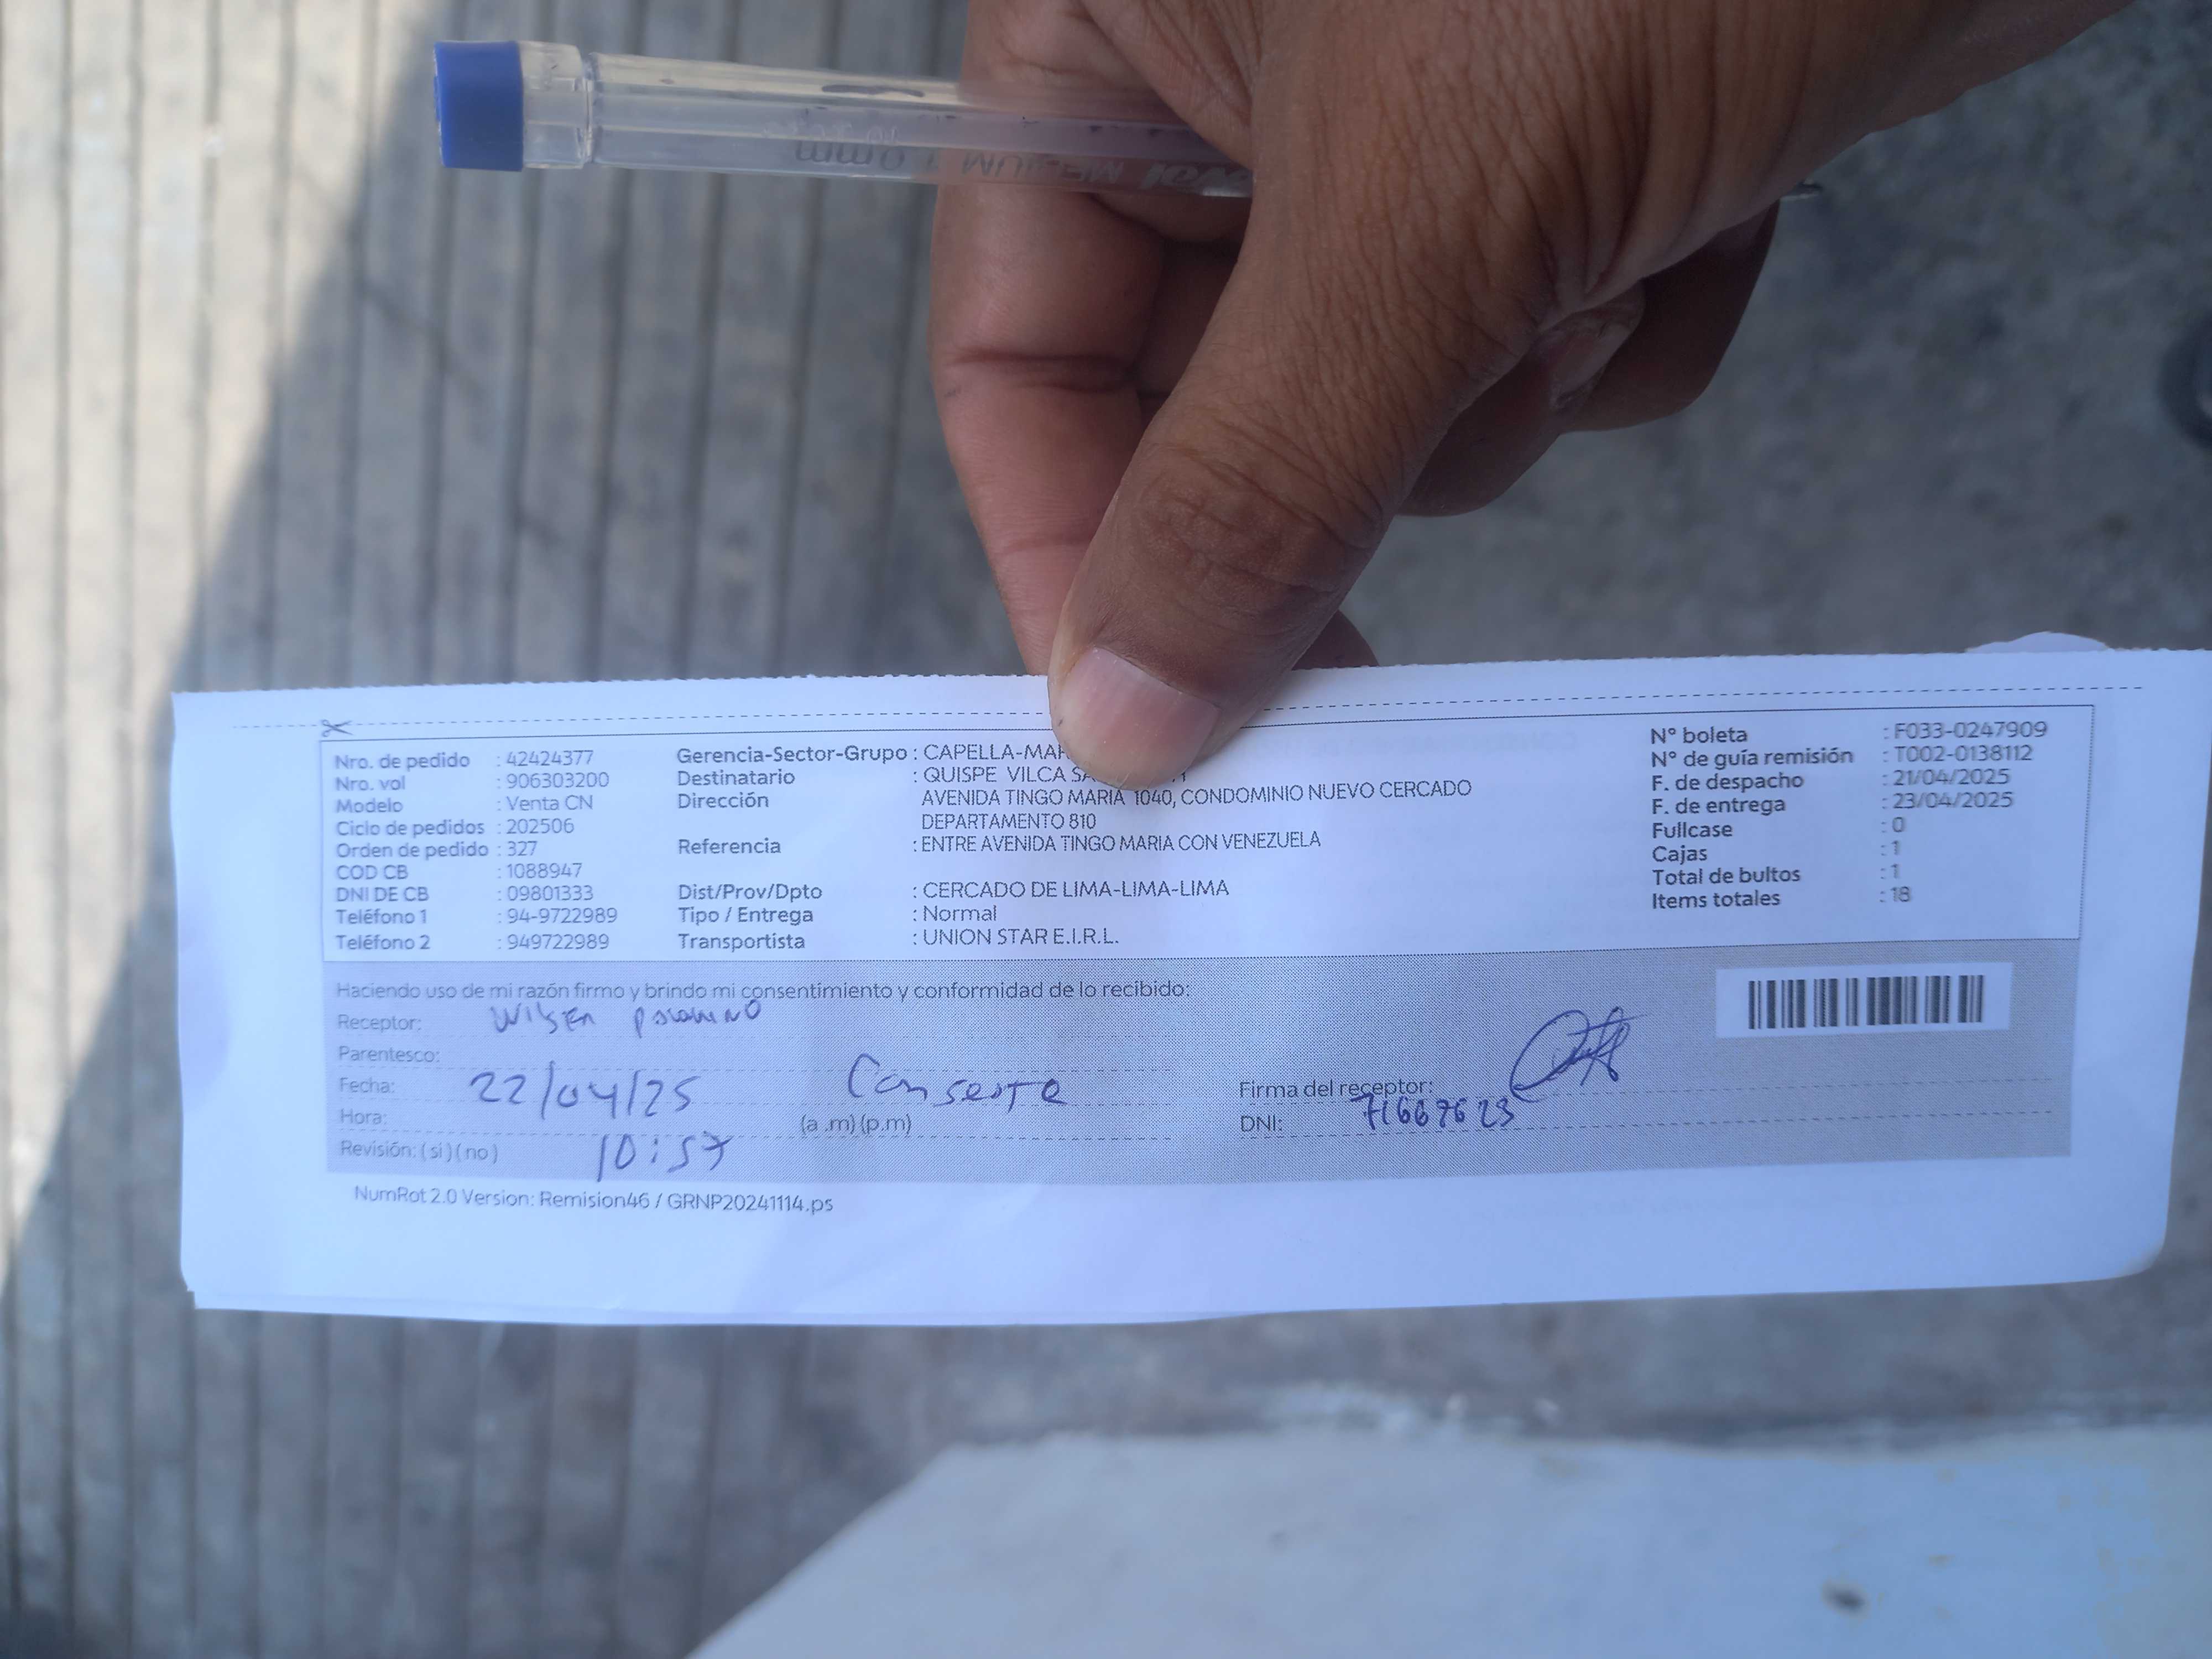 Nro. de pedido : 42424377
Nro. vol : 906303200
Modelo : Venta CN
Ciclo de pedidos : 202506
Orden de pedido : 327
COD CB : 1088947
DNI DE CB : 09801333
Teléfono 1 : 94-9722989
Teléfono 2 : 949722989
Gerencia-Sector-Grupo : CAPELLA-MAR
Destinatario : QUISPE VILCA
Dirección AVENIDA TINGO MARIA 1040, CONDOMINIO NUEVO CERCADO
DEPARTAMENTO 810
Referencia : ENTRE AVENIDA TINGO MARIA CON VENEZUELA
Dist/Prov/Dpto : CERCADO DE LIMA-LIMA-LIMA
Tipo / Entrega : Normal
Transportista : UNION STAR E.I.R.L.
N° boleta : F033-0247909
N° de guía remisión : T002-0138112
F. de despacho : 21/04/2025
F. de entrega : 23/04/2025
Fullcase : 0
Cajas : 1
Total de bultos : 1
Items totales : 18
Haciendo uso de mi razón firmo y brindo mi consentimiento y conformidad de lo recibido:
Receptor: Wilsen
Parentesco:
Fecha: 22/04/25 Conserte
Hora: (a .m) (p.m)
Revisión: ( si ) ( no ) 10:57
Firma del receptor:
DNI: 71667623
NumRot 2.0 Version: Remision46 / GRNP20241114.ps